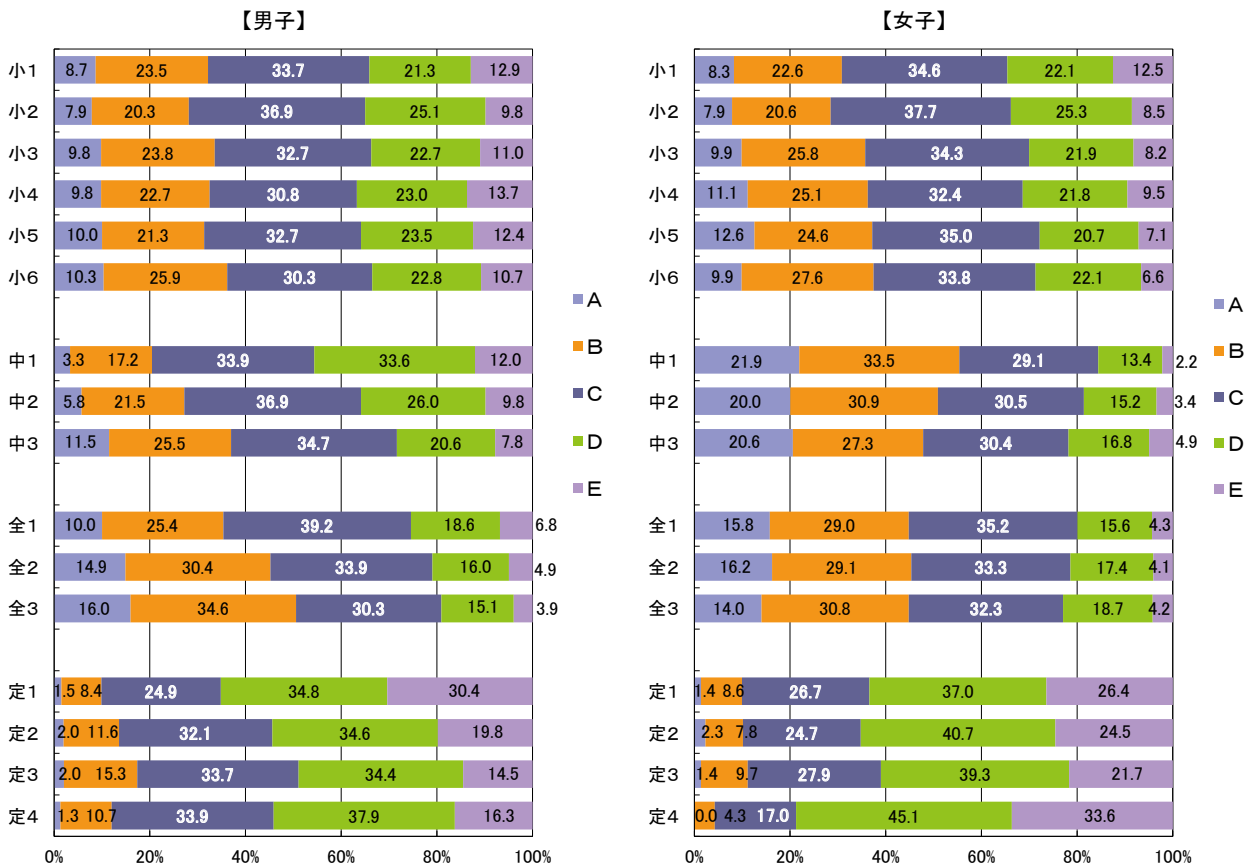 【男子】
小1 8.7 23.5 33.7 21.3 12.9
小2 7.9 20.3 36.9 25.1 9.8
小3 9.8 23.8 32.7 22.7 11.0
小4 9.8 22.7 30.8 23.0 13.7
小5 10.0 21.3 32.7 23.5 12.4
小6 10.3 25.9 30.3 22.8 10.7
中1 3.3 17.2 33.9 33.6 12.0
中2 5.8 21.5 36.9 26.0 9.8
中3 11.5 25.5 34.7 20.6 7.8
全1 10.0 25.4 39.2 18.6 6.8
全2 14.9 30.4 33.9 16.0 4.9
全3 16.0 34.6 30.3 15.1 3.9
定1 1.5 8.4 24.9 34.8 30.4
定2 2.0 11.6 32.1 34.6 19.8
定3 2.0 15.3 33.7 34.4 14.5
定4 1.3 10.7 33.9 37.9 16.3
0% 20% 40% 60% 80% 100%
A
B
C
D
E
【女子】
小1 8.3 22.6 34.6 22.1 12.5
小2 7.9 20.6 37.7 25.3 8.5
小3 9.9 25.8 34.3 21.9 8.2
小4 11.1 25.1 32.4 21.8 9.5
小5 12.6 24.6 35.0 20.7 7.1
小6 9.9 27.6 33.8 22.1 6.6
中1 21.9 33.5 29.1 13.4 2.2
中2 20.0 30.9 30.5 15.2 3.4
中3 20.6 27.3 30.4 16.8 4.9
全1 15.8 29.0 35.2 15.6 4.3
全2 16.2 29.1 33.3 17.4 4.1
全3 14.0 30.8 32.3 18.7 4.2
定1 1.4 8.6 26.7 37.0 26.4
定2 2.3 7.8 24.7 40.7 24.5
定3 1.4 9.7 27.9 39.3 21.7
定4 0.0 4.3 17.0 45.1 33.6
0% 20% 40% 60% 80% 100%
A
B
C
D
E